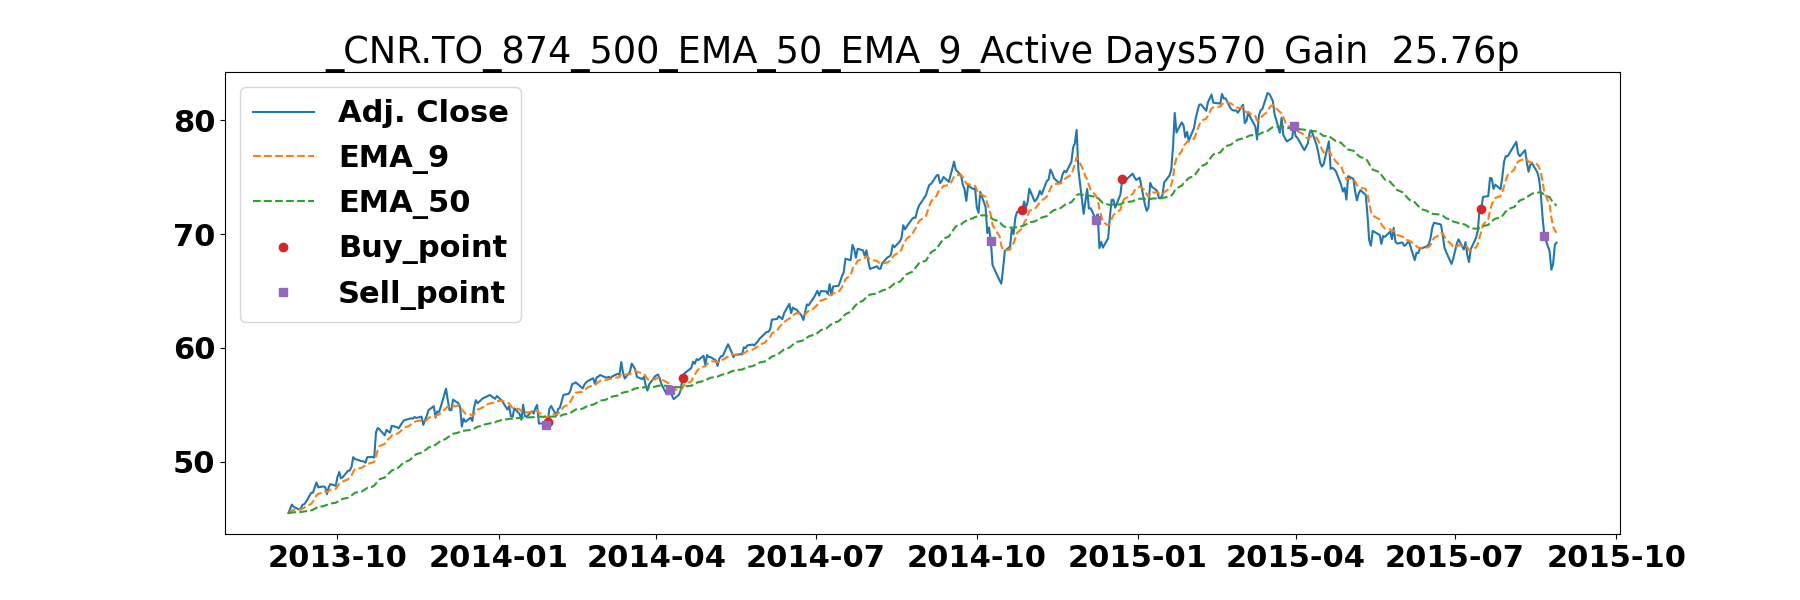 _CNR.TO_874_500_EMA_50_EMA_9_Active Days570_Gain  25.76p
Adj. Close
EMA_9
EMA_50
Buy_point
Sell_point
80
70
60
50
2013-10 2014-01 2014-04 2014-07 2014-10 2015-01 2015-04 2015-07 2015-10